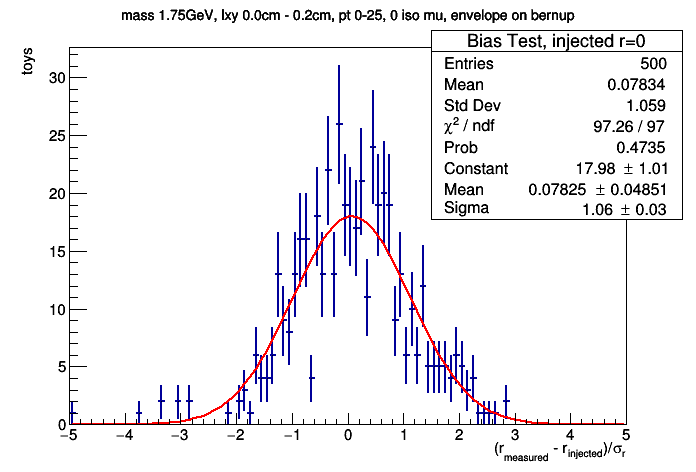 mass 1.75GeV, lxy 0.0cm - 0.2cm, pt 0-25, 0 iso mu, envelope on bernup
toys
Bias Test, injected r=0
Entries 500
Mean 0.07834
Std Dev 1.059
χ² / ndf 97.26 / 97
Prob 0.4735
Constant 17.98 ± 1.01
Mean 0.07825 ± 0.04851
Sigma 1.06 ± 0.03
30
25
20
15
10
5
0
−5 −4 −3 −2 −1 0 1 2 3 4 5
(r_measured - r_injected)/σ_r